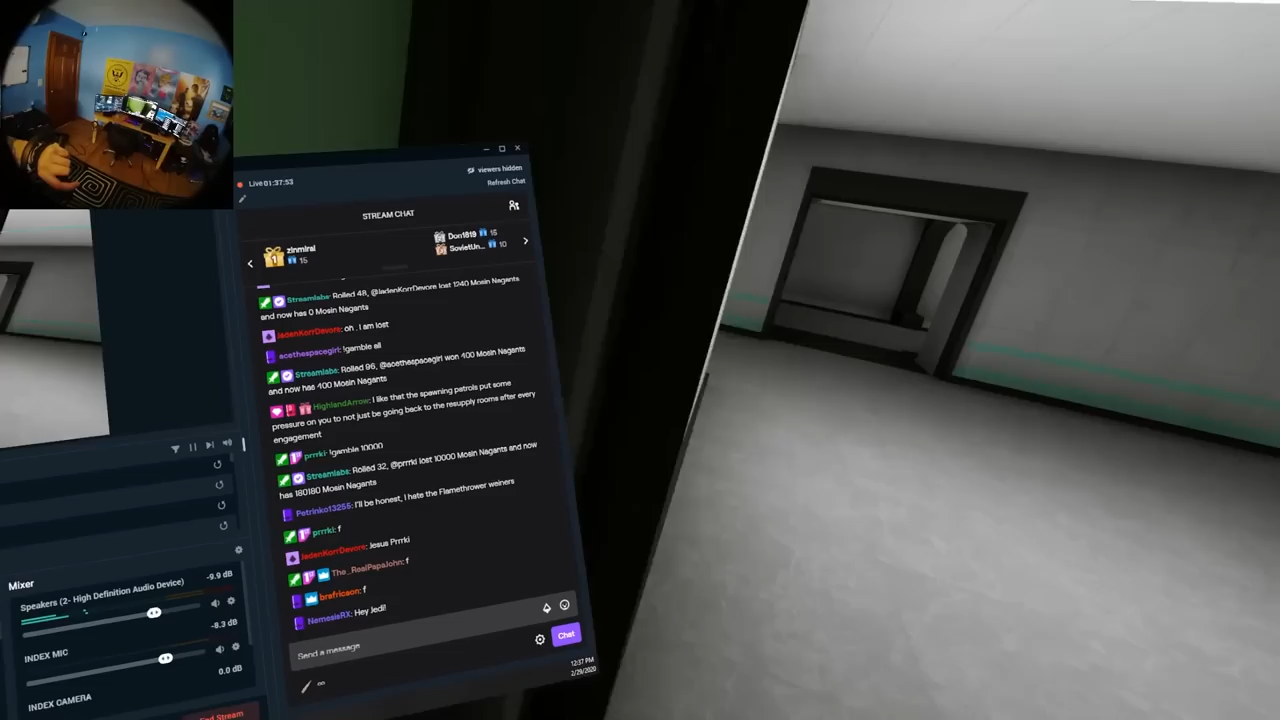 Live 01:37:53
viewers hidden
Refresh Chat
STREAM CHAT
1
zinmiral
15
Don1819 15
SovietUn... 10
Streamlabs: Rolled 48, @jadenKorrDevore lost 1240 Mosin Nagants
and now has 0 Mosin Nagants
jadenKorrDevore: oh . I am lost
acethespacegirl: !gamble all
Streamlabs: Rolled 96, @acethespacegirl won 400 Mosin Nagants
and now has 400 Mosin Nagants
HighlandArrow: I like that the spawning patrols put some
pressure on you to not just be going back to the resupply rooms after every
engagement
prrrki: !gamble 10000
Streamlabs: Rolled 32, @prrrki lost 10000 Mosin Nagants and now
has 180180 Mosin Nagants
Petrinko13255: I'll be honest, I hate the Flamethrower weiners
prrrki: f
jadenKorrDevore: Jesus Prrrki
The_RealPapaJohn: f
brafricaon: f
NemesisRX: Hey Jedi!
Send a message
Chat
12:37 PM
2/29/2020
Mixer
Speakers (2- High Definition Audio Device)
-9.9 dB
INDEX MIC
-8.3 dB
INDEX CAMERA
0.0 dB
End Stream